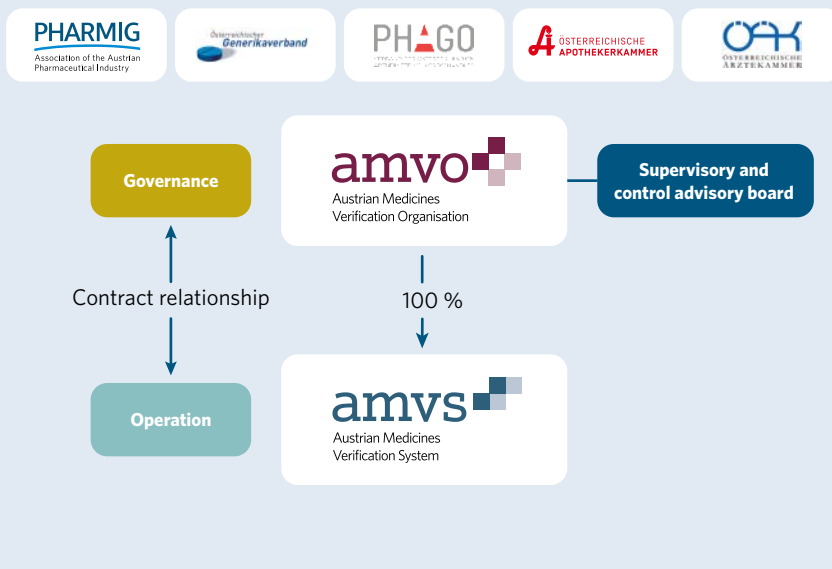 PHARMIG
Association of the Austrian
Pharmaceutical Industry
Österreichischer
Generikaverband
PHAGO
ÖSTERREICHISCHE
APOTHEKERKAMMER
ÖAK
ÖSTERREICHISCHE
ÄRZTEKAMMER
Governance
amvo
Austrian Medicines
Verification Organisation
Supervisory and
control advisory board
Contract relationship
100 %
Operation
amvs
Austrian Medicines
Verification System